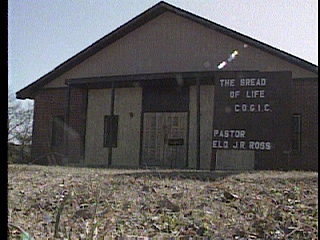 THE BREAD
OF LIFE
C.O.G.I.C.
PASTOR
ELD J.R. ROSS